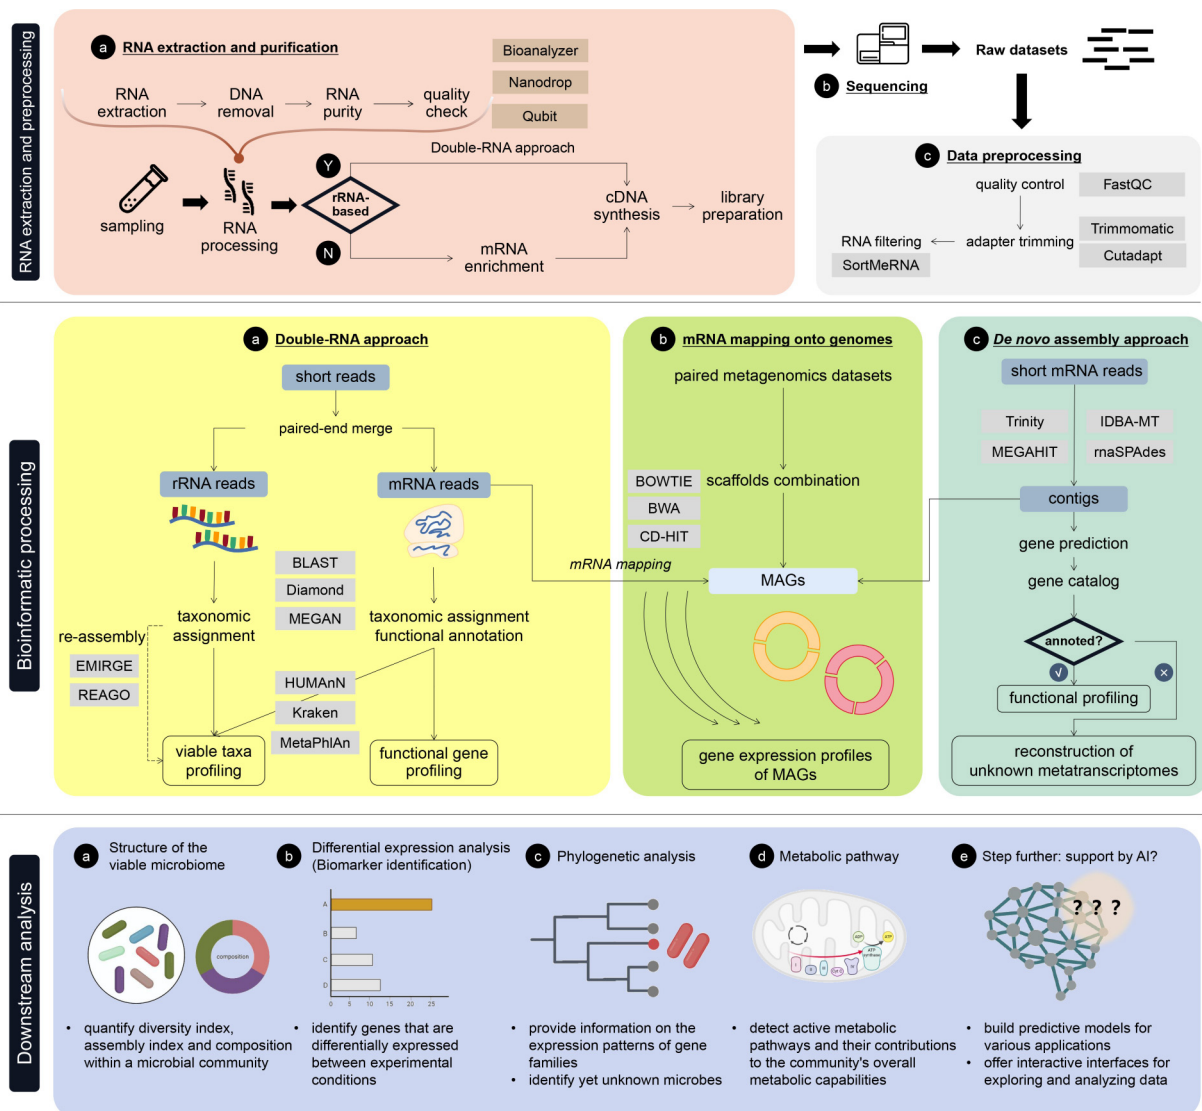 RNA extraction and preprocessing
a RNA extraction and purification
Bioanalyzer
Nanodrop
Qubit
RNA
extraction
DNA
removal
RNA
purity
quality
check
Double-RNA approach
sampling
RNA
processing
Y
rRNA-
based
N
mRNA
enrichment
cDNA
synthesis
library
preparation
b Sequencing
Raw datasets
c Data preprocessing
quality control
FastQC
adapter trimming
Trimmomatic
Cutadapt
RNA filtering
SortMeRNA
Bioinformatic processing
a Double-RNA approach
short reads
paired-end merge
rRNA reads
mRNA reads
BLAST
Diamond
MEGAN
taxonomic
assignment
taxonomic assignment
functional annotation
re-assembly
EMIRGE
REAGO
HUMAnN
Kraken
MetaPhlAn
viable taxa
profiling
functional gene
profiling
b mRNA mapping onto genomes
paired metagenomics datasets
BOWTIE
BWA
CD-HIT
scaffolds combination
mRNA mapping
MAGs
gene expression profiles
of MAGs
c De novo assembly approach
short mRNA reads
Trinity
IDBA-MT
MEGAHIT
rnaSPAdes
contigs
gene prediction
gene catalog
annoted?
√
×
functional profiling
reconstruction of
unknown metatranscriptomes
Downstream analysis
a Structure of the
viable microbiome
composition
• quantify diversity index,
assembly index and composition
within a microbial community
b Differential expression analysis
(Biomarker identification)
A
B
C
D
0 5 10 15 20 25
• identify genes that are
differentially expressed
between experimental
conditions
c Phylogenetic analysis
• provide information on the
expression patterns of gene
families
• identify yet unknown microbes
d Metabolic pathway
ADP
ATP
ATP
synthase
• detect active metabolic
pathways and their contributions
to the community's overall
metabolic capabilities
e Step further: support by AI?
? ? ?
• build predictive models for
various applications
• offer interactive interfaces for
exploring and analyzing data